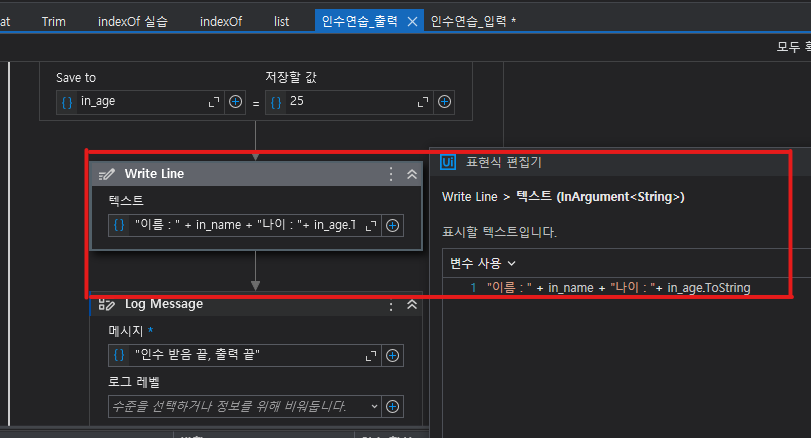 at Trim indexOf 실습 indexOf list 인수연습_출력 인수연습_입력 *
모두 확
Save to 저장할 값
in_age = 25
Write Line
텍스트
"이름 : " + in_name + "나이 : "+ in_age.T
Log Message
메시지 *
"인수 받음 끝, 출력 끝"
로그 레벨
수준을 선택하거나 정보를 위해 비워둡니다.
Ui 표현식 편집기
Write Line > 텍스트 (InArgument<String>)
표시할 텍스트입니다.
변수 사용
1 "이름 : " + in_name + "나이 : "+ in_age.ToString